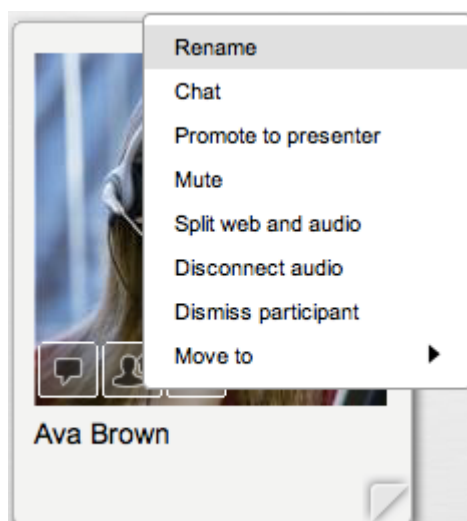 Rename
Chat
Promote to presenter
Mute
Split web and audio
Disconnect audio
Dismiss participant
Move to
Ava Brown